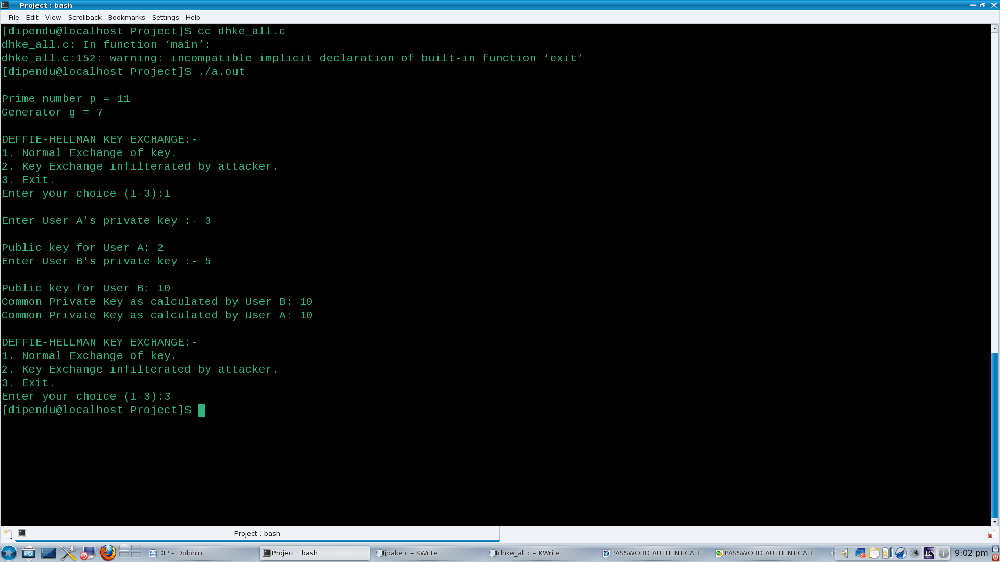 Project : bash
File Edit View Scrollback Bookmarks Settings Help
[dipendu@localhost Project]$ cc dhke_all.c
dhke_all.c: In function ‘main’:
dhke_all.c:152: warning: incompatible implicit declaration of built-in function ‘exit’
[dipendu@localhost Project]$ ./a.out
Prime number p = 11
Generator g = 7
DEFFIE-HELLMAN KEY EXCHANGE:-
1. Normal Exchange of key.
2. Key Exchange infilterated by attacker.
3. Exit.
Enter your choice (1-3):1
Enter User A's private key :- 3
Public key for User A: 2
Enter User B's private key :- 5
Public key for User B: 10
Common Private Key as calculated by User B: 10
Common Private Key as calculated by User A: 10
DEFFIE-HELLMAN KEY EXCHANGE:-
1. Normal Exchange of key.
2. Key Exchange infilterated by attacker.
3. Exit.
Enter your choice (1-3):3
[dipendu@localhost Project]$
Project : bash
DIP – Dolphin Project : bash jpake.c – KWrite dhke_all.c – KWrite PASSWORD AUTHENTICATED PASSWORD AUTHENTICATED EN 9:02 pm